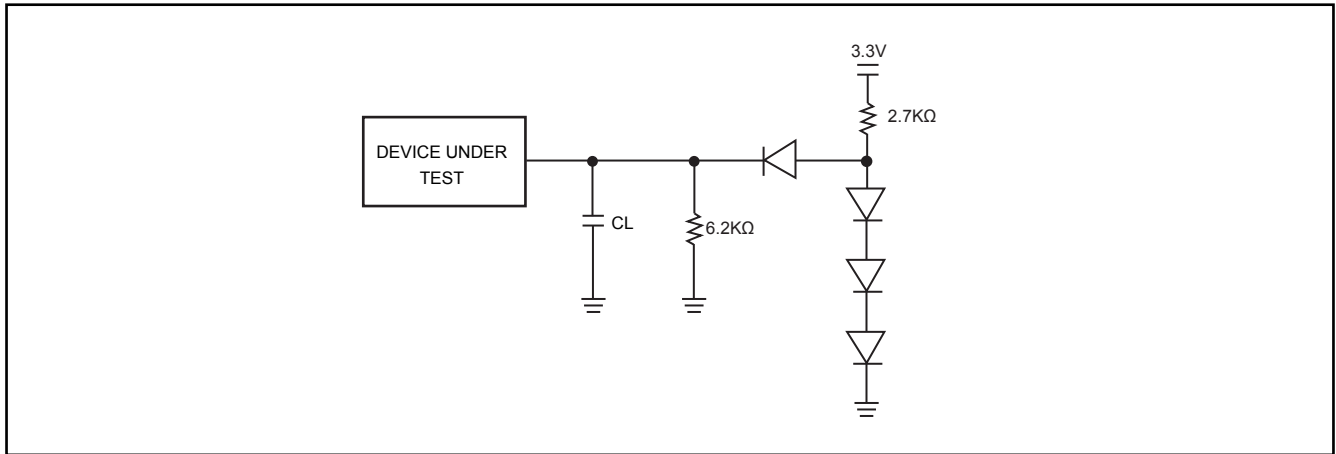 3.3V
2.7KΩ
DEVICE UNDER
TEST
CL
6.2KΩ